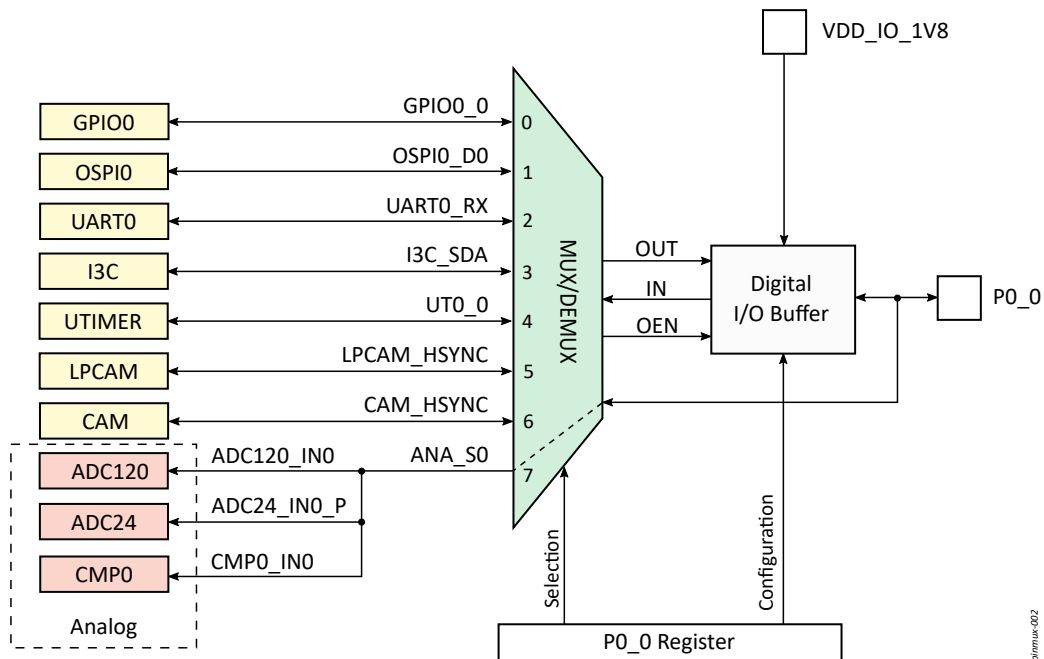 VDD_IO_1V8
GPIO0 GPIO0_0 0
OSPI0 OSPI0_D0 1
UART0 UART0_RX 2
I3C I3C_SDA 3
UTIMER UT0_0 4
LPCAM LPCAM_HSYNC 5
CAM CAM_HSYNC 6
ADC120 ADC120_IN0 ANA_S0 7
ADC24 ADC24_IN0_P
CMP0 CMP0_IN0
Analog
MUX/DEMUX
OUT
IN
OEN
Digital
I/O Buffer
P0_0
Selection
Configuration
P0_0 Register
pinmux-002